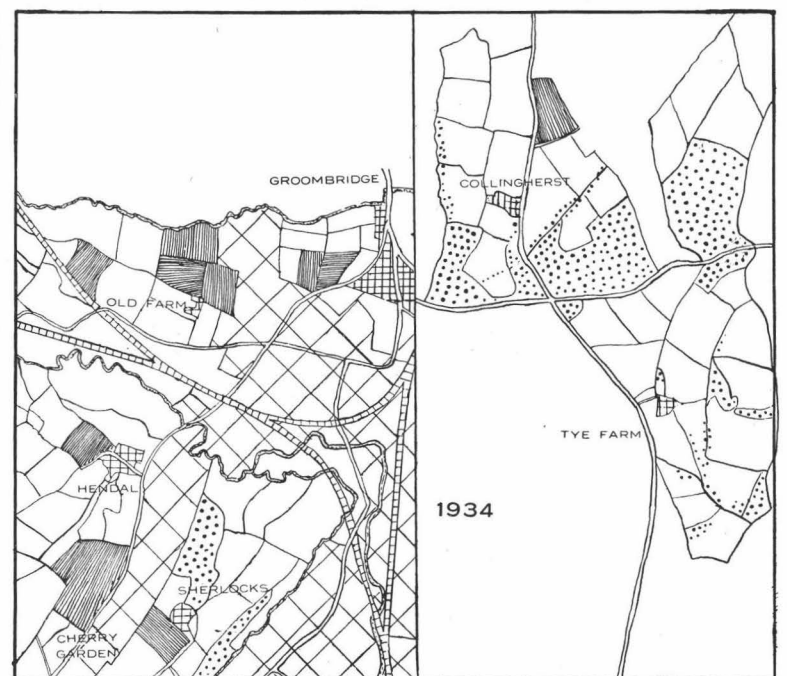 GROOMBRIDGE
COLLINGHERST
OLD FARM
TYE FARM
HENDAL
1934
SHERLOCKS
CHERRY
GARDEN